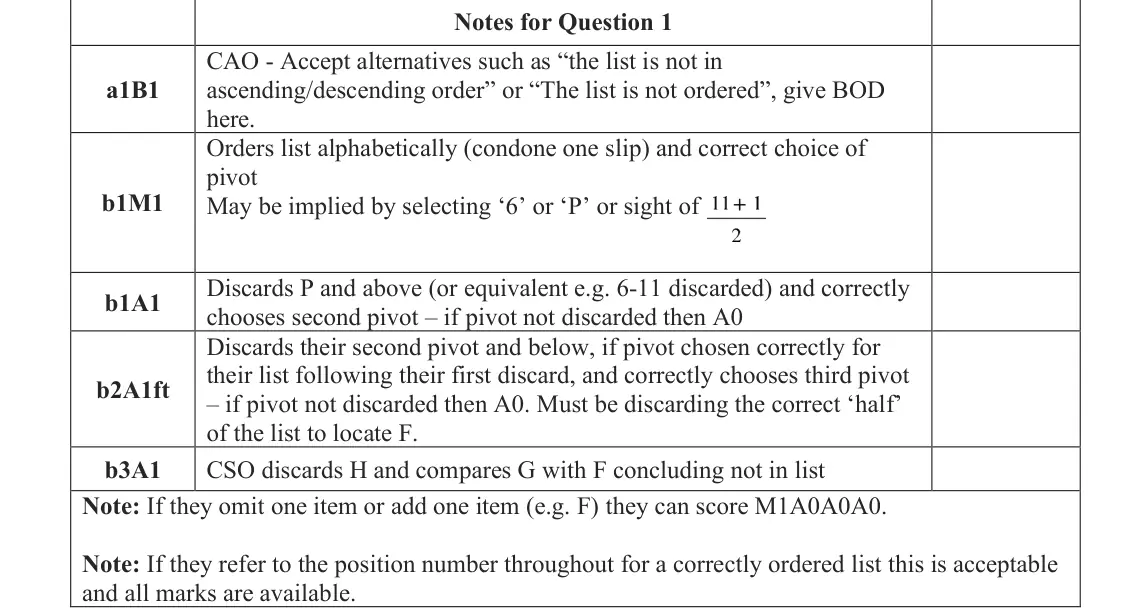 Notes for Question 1
a1B1
CAO - Accept alternatives such as “the list is not in
ascending/descending order” or “The list is not ordered”, give BOD
here.
b1M1
Orders list alphabetically (condone one slip) and correct choice of
pivot
May be implied by selecting ‘6’ or ‘P’ or sight of 11 + 1
2
b1A1
Discards P and above (or equivalent e.g. 6-11 discarded) and correctly
chooses second pivot – if pivot not discarded then A0
b2A1ft
Discards their second pivot and below, if pivot chosen correctly for
their list following their first discard, and correctly chooses third pivot
– if pivot not discarded then A0. Must be discarding the correct ‘half’
of the list to locate F.
b3A1
CSO discards H and compares G with F concluding not in list
Note: If they omit one item or add one item (e.g. F) they can score M1A0A0A0.
Note: If they refer to the position number throughout for a correctly ordered list this is acceptable
and all marks are available.